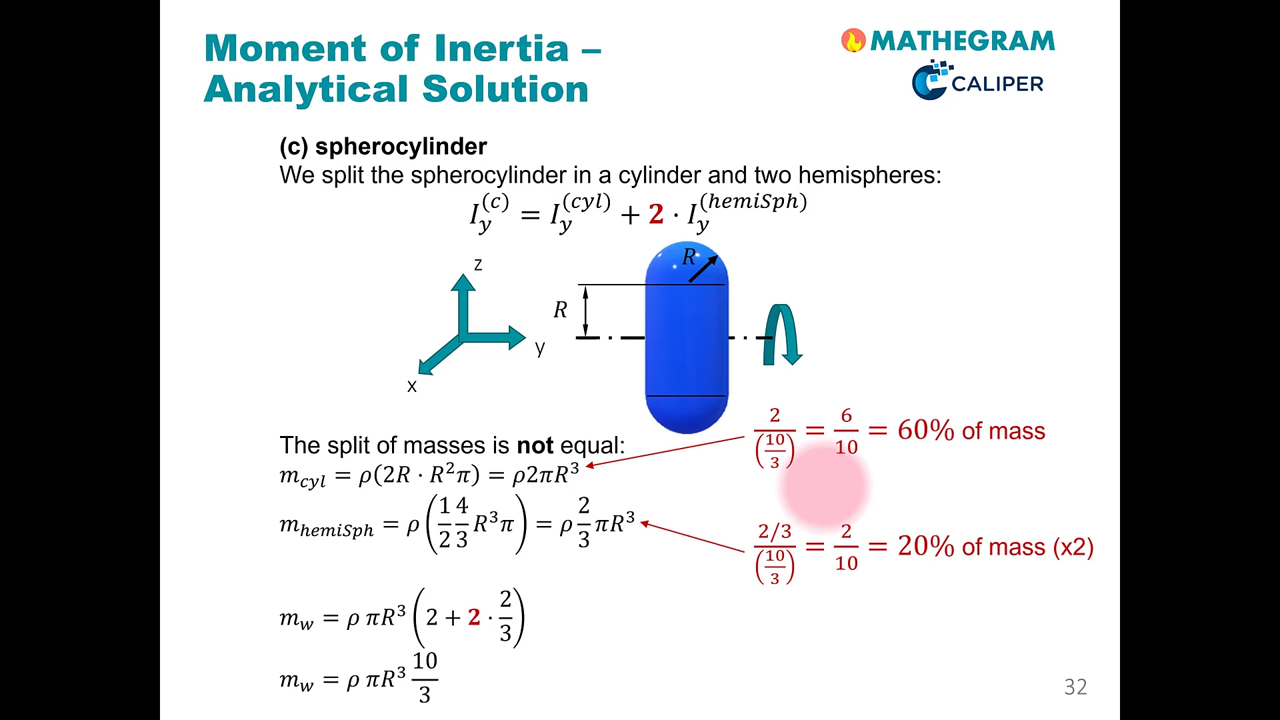 Moment of Inertia –
Analytical Solution
MATHEGRAM
CALIPER
(c) spherocylinder
We split the spherocylinder in a cylinder and two hemispheres:
I_y^(c) = I_y^(cyl) + 2 · I_y^(hemiSph)
R
z
R
y
x
2/(10/3) = 6/10 = 60% of mass
The split of masses is not equal:
m_cyl = ρ(2R · R²π) = ρ2πR³
m_hemiSph = ρ(1/2 4/3 R³π) = ρ 2/3 πR³
(2/3)/(10/3) = 2/10 = 20% of mass (x2)
m_w = ρ πR³ (2 + 2 · 2/3)
m_w = ρ πR³ 10/3
32